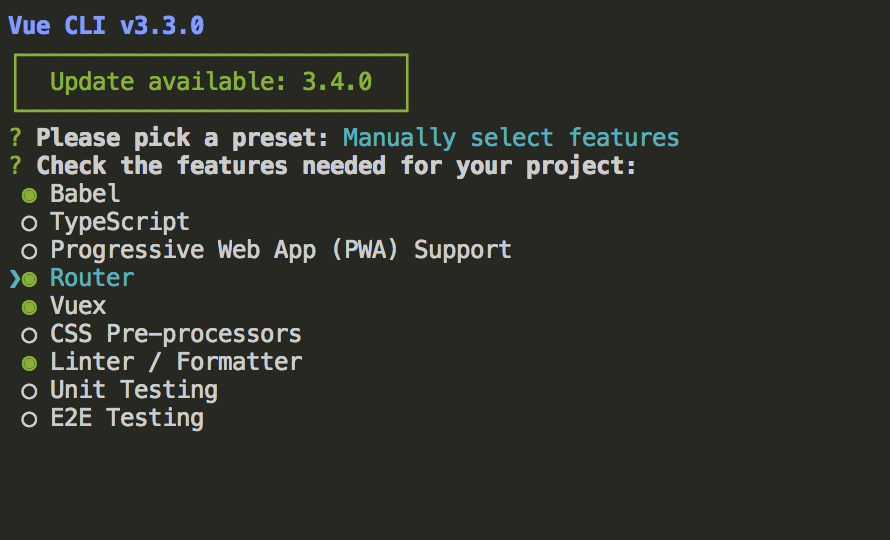 Vue CLI v3.3.0
Update available: 3.4.0
? Please pick a preset: Manually select features
? Check the features needed for your project:
◉ Babel
◯ TypeScript
◯ Progressive Web App (PWA) Support
❯◉ Router
◉ Vuex
◯ CSS Pre-processors
◉ Linter / Formatter
◯ Unit Testing
◯ E2E Testing